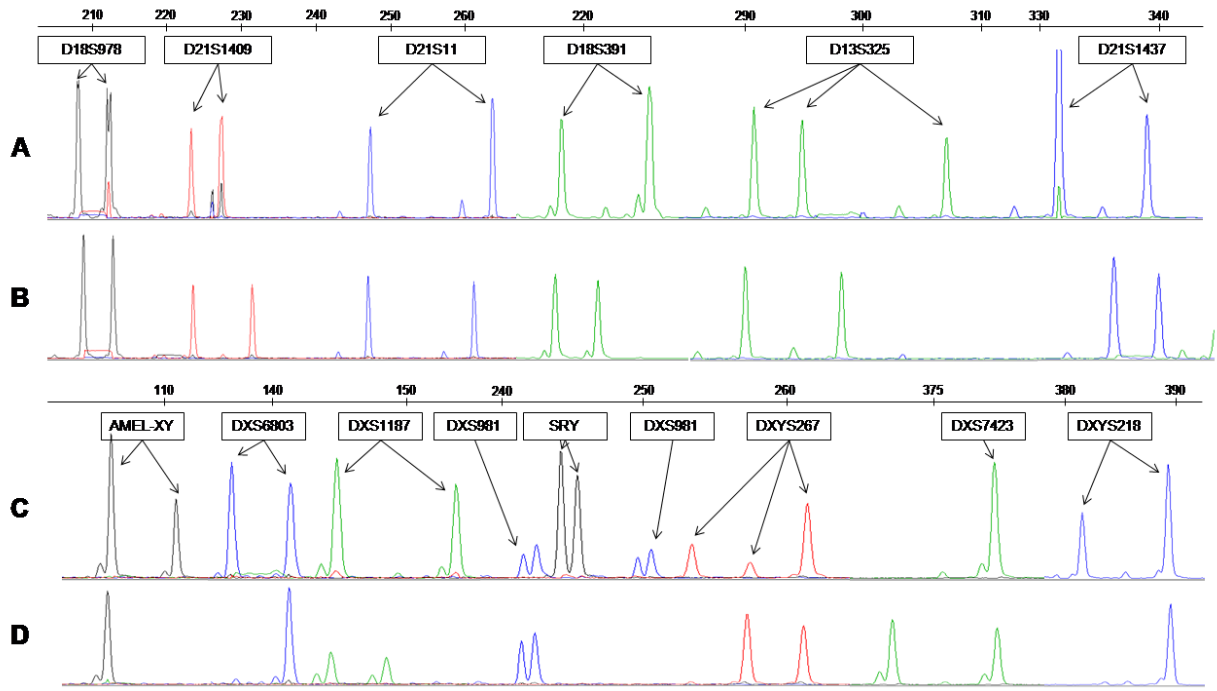 210 220 230 240 250 260 220 290 300 310 330 340
D18S978 D21S1409 D21S11 D18S391 D13S325 D21S1437
A
B
110 140 150 240 250 260 375 380 390
AMEL-XY DXS6803 DXS1187 DXS981 SRY DXS981 DXYS267 DXS7423 DXYS218
C
D